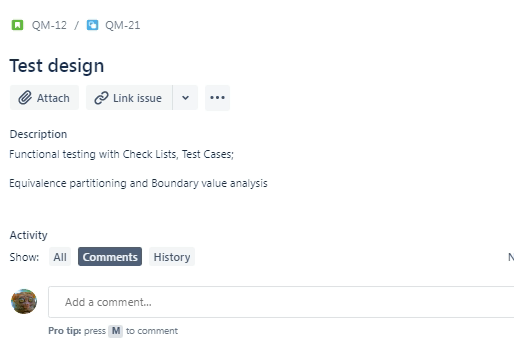 QM-12 / QM-21
Test design
Attach Link issue
Description
Functional testing with Check Lists, Test Cases;
Equivalence partitioning and Boundary value analysis
Activity
Show: All Comments History N
Add a comment...
Pro tip: press M to comment